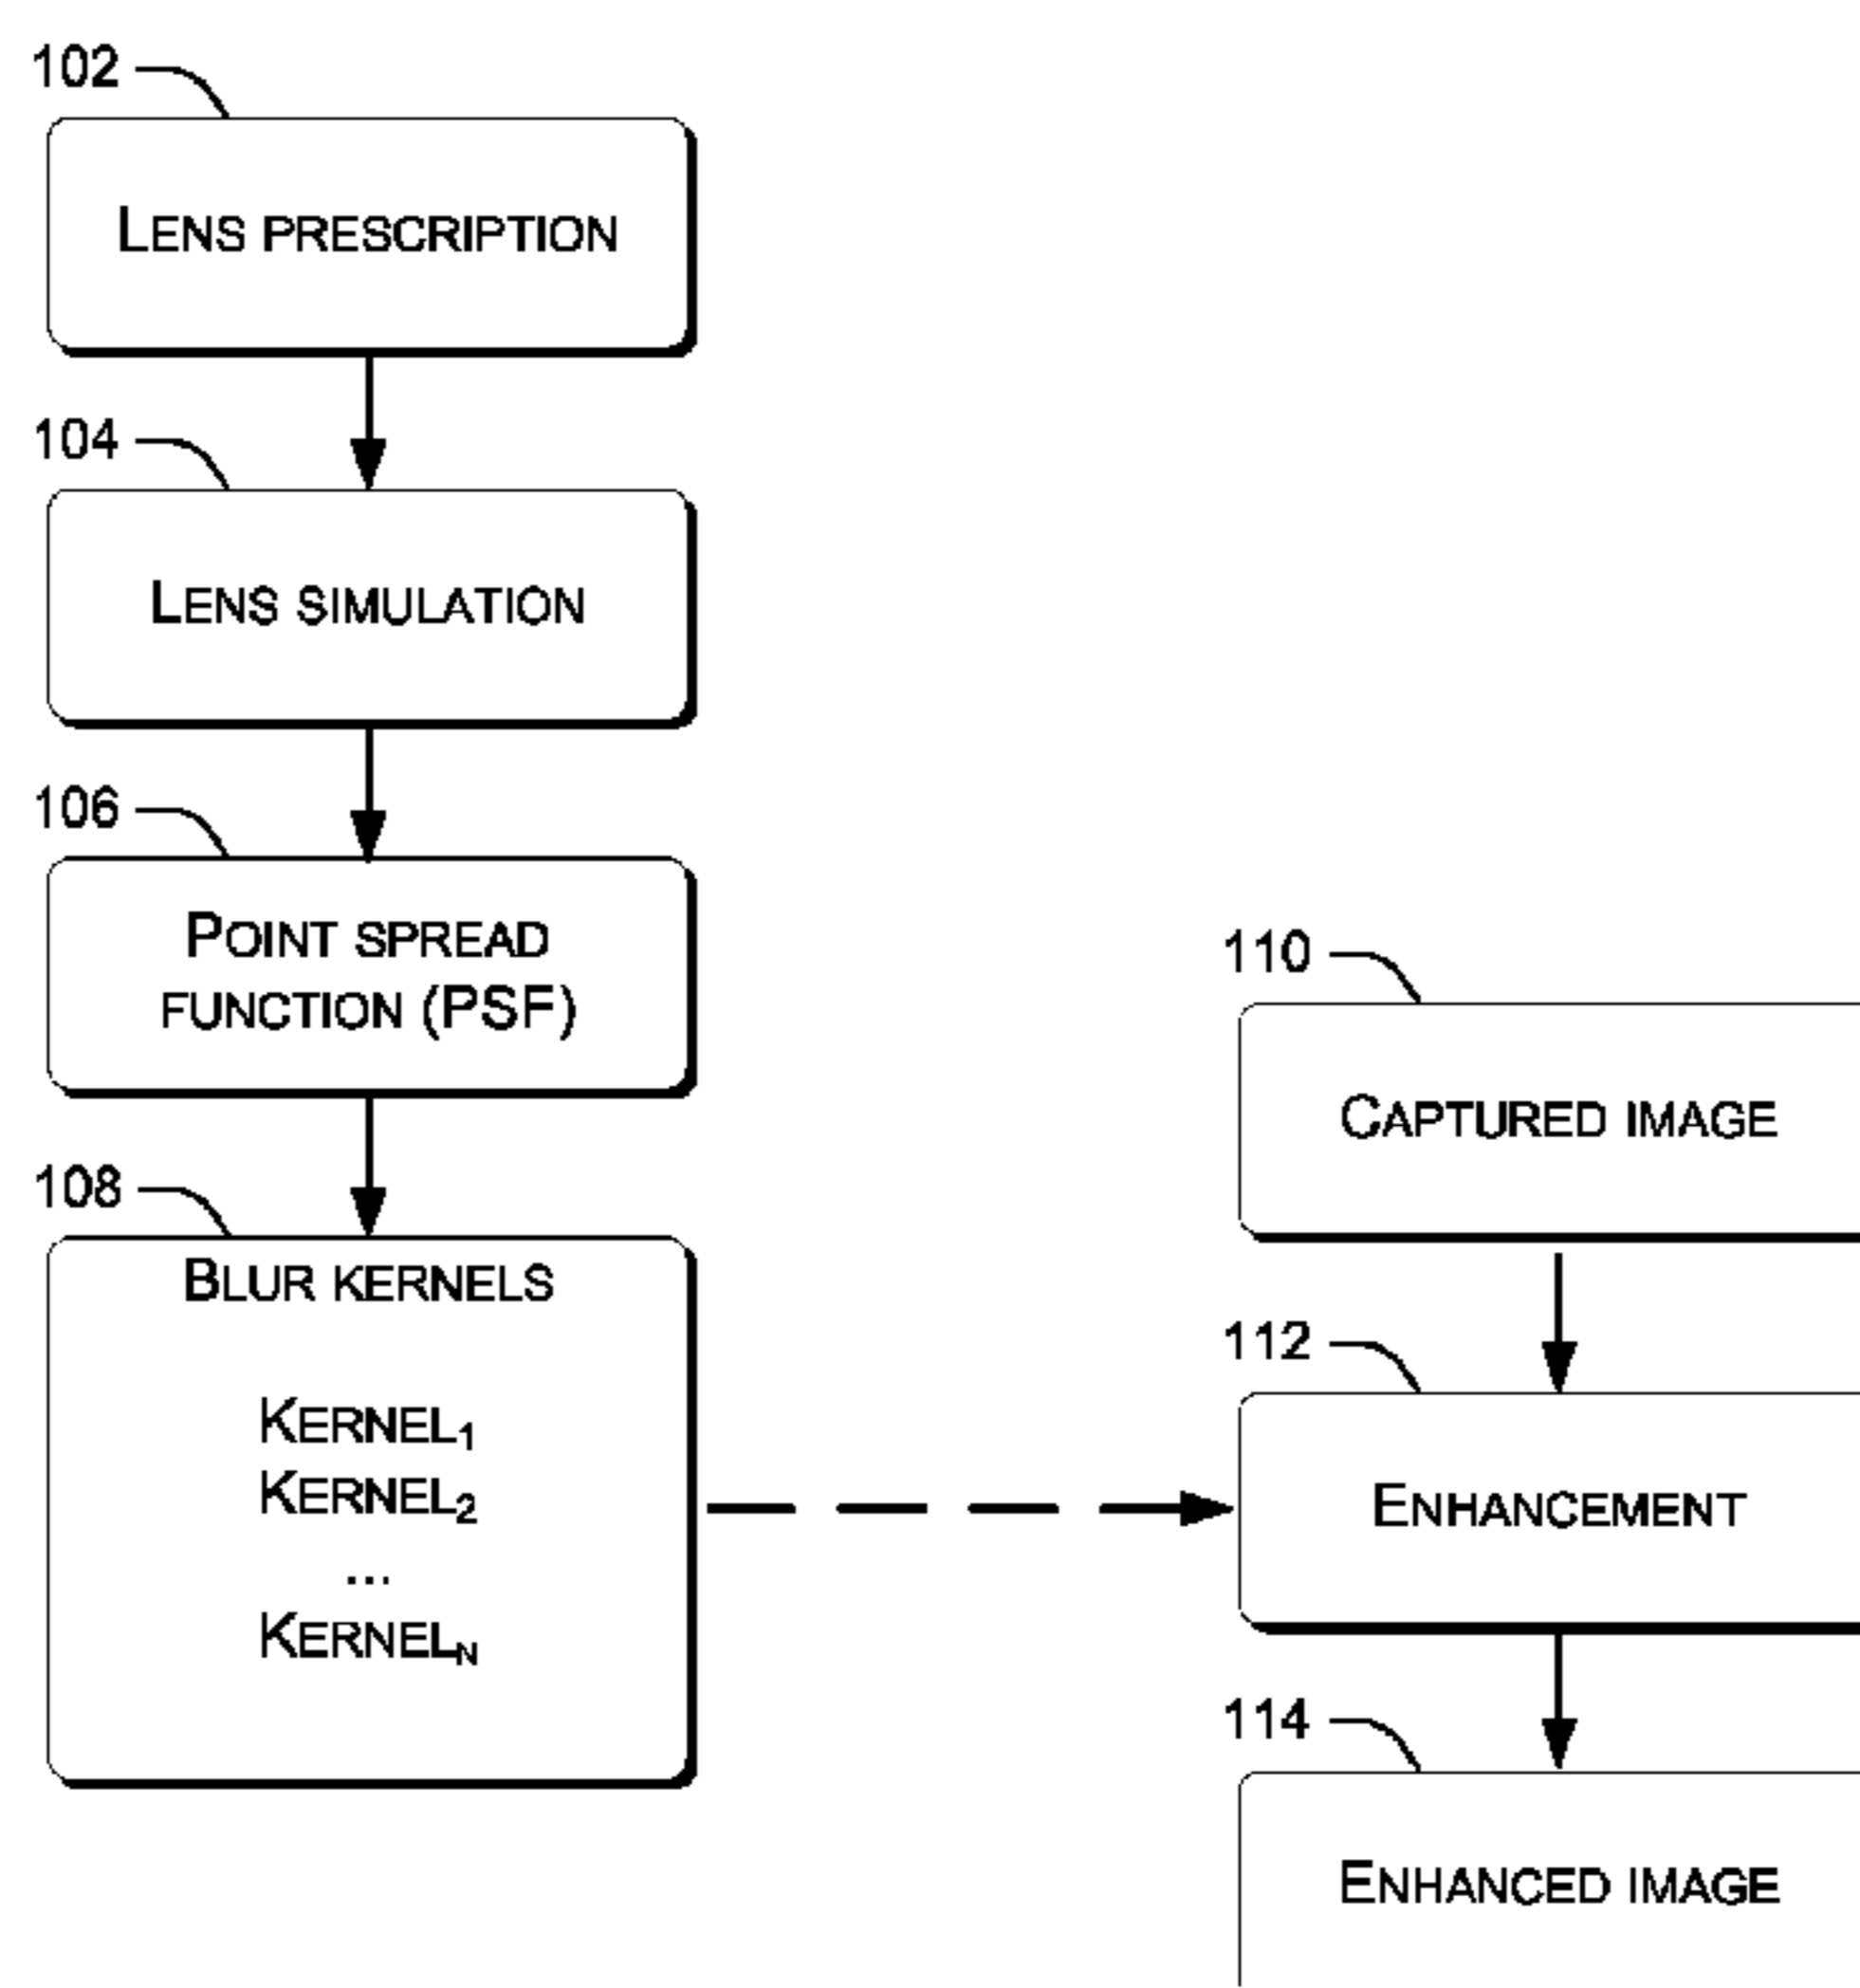 102
LENS PRESCRIPTION
104
LENS SIMULATION
106
POINT SPREAD
FUNCTION (PSF)
108
BLUR KERNELS
KERNEL1
KERNEL2
...
KERNELN
110
CAPTURED IMAGE
112
ENHANCEMENT
114
ENHANCED IMAGE